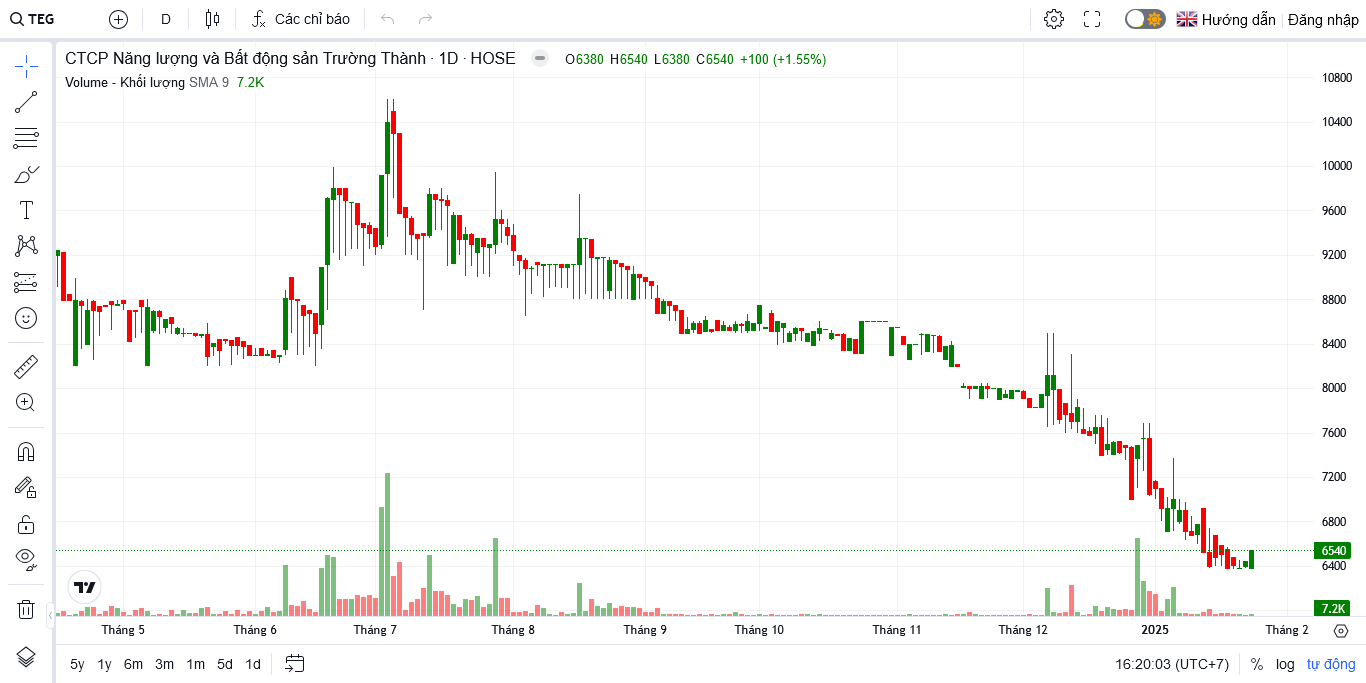 TEG D Các chỉ báo Hướng dẫn Đăng nhập
CTCP Năng lượng và Bất động sản Trường Thành · 1D · HOSE O6380 H6540 L6380 C6540 +100 (+1.55%)
Volume - Khối lượng SMA 9 7.2K
10800
10400
10000
9600
9200
8800
8400
8000
7600
7200
6800
6540
6400
7.2K
Tháng 5 Tháng 6 Tháng 7 Tháng 8 Tháng 9 Tháng 10 Tháng 11 Tháng 12 2025 Tháng 2
5y 1y 6m 3m 1m 5d 1d 16:20:03 (UTC+7) % log tự động